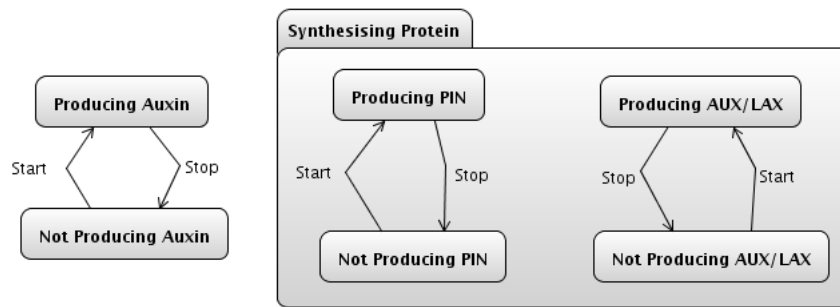 Synthesising Protein
Producing Auxin
Start
Stop
Not Producing Auxin
Producing PIN
Start
Stop
Not Producing PIN
Producing AUX/LAX
Stop
Start
Not Producing AUX/LAX